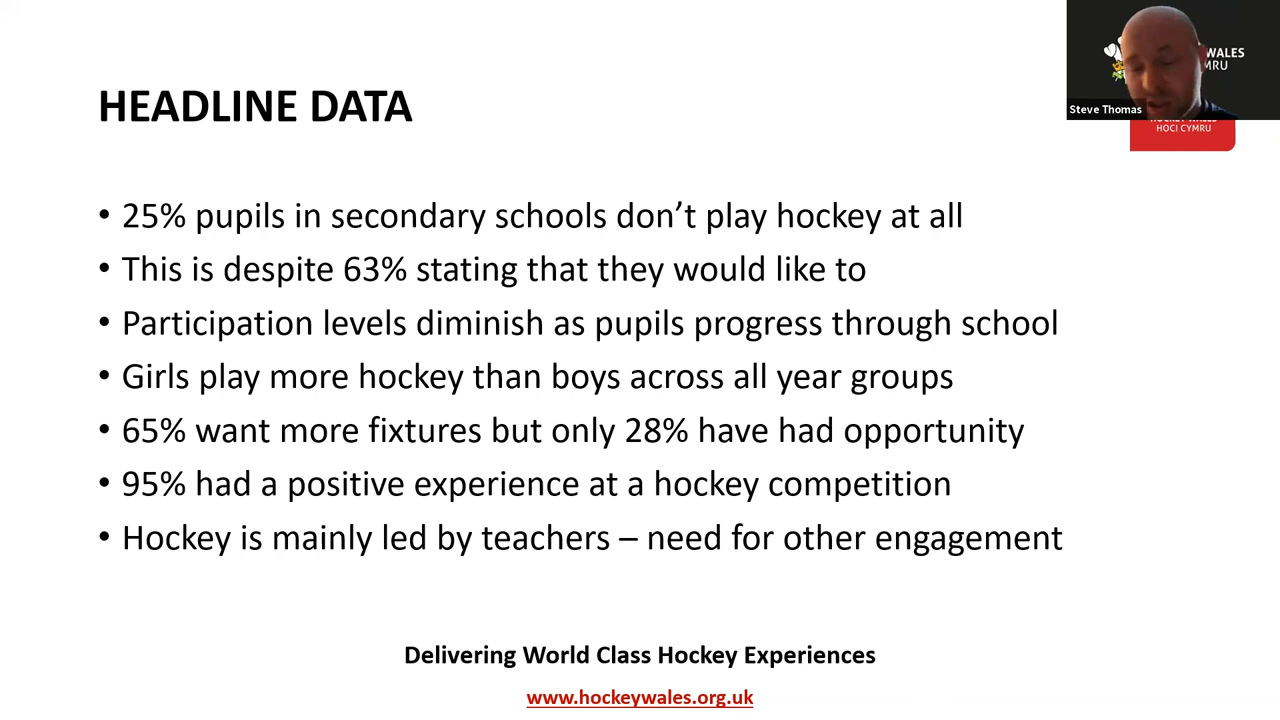 WALES
MRU
Steve Thomas
HOCI CYMRU
HEADLINE DATA
• 25% pupils in secondary schools don’t play hockey at all
• This is despite 63% stating that they would like to
• Participation levels diminish as pupils progress through school
• Girls play more hockey than boys across all year groups
• 65% want more fixtures but only 28% have had opportunity
• 95% had a positive experience at a hockey competition
• Hockey is mainly led by teachers – need for other engagement
Delivering World Class Hockey Experiences
www.hockeywales.org.uk